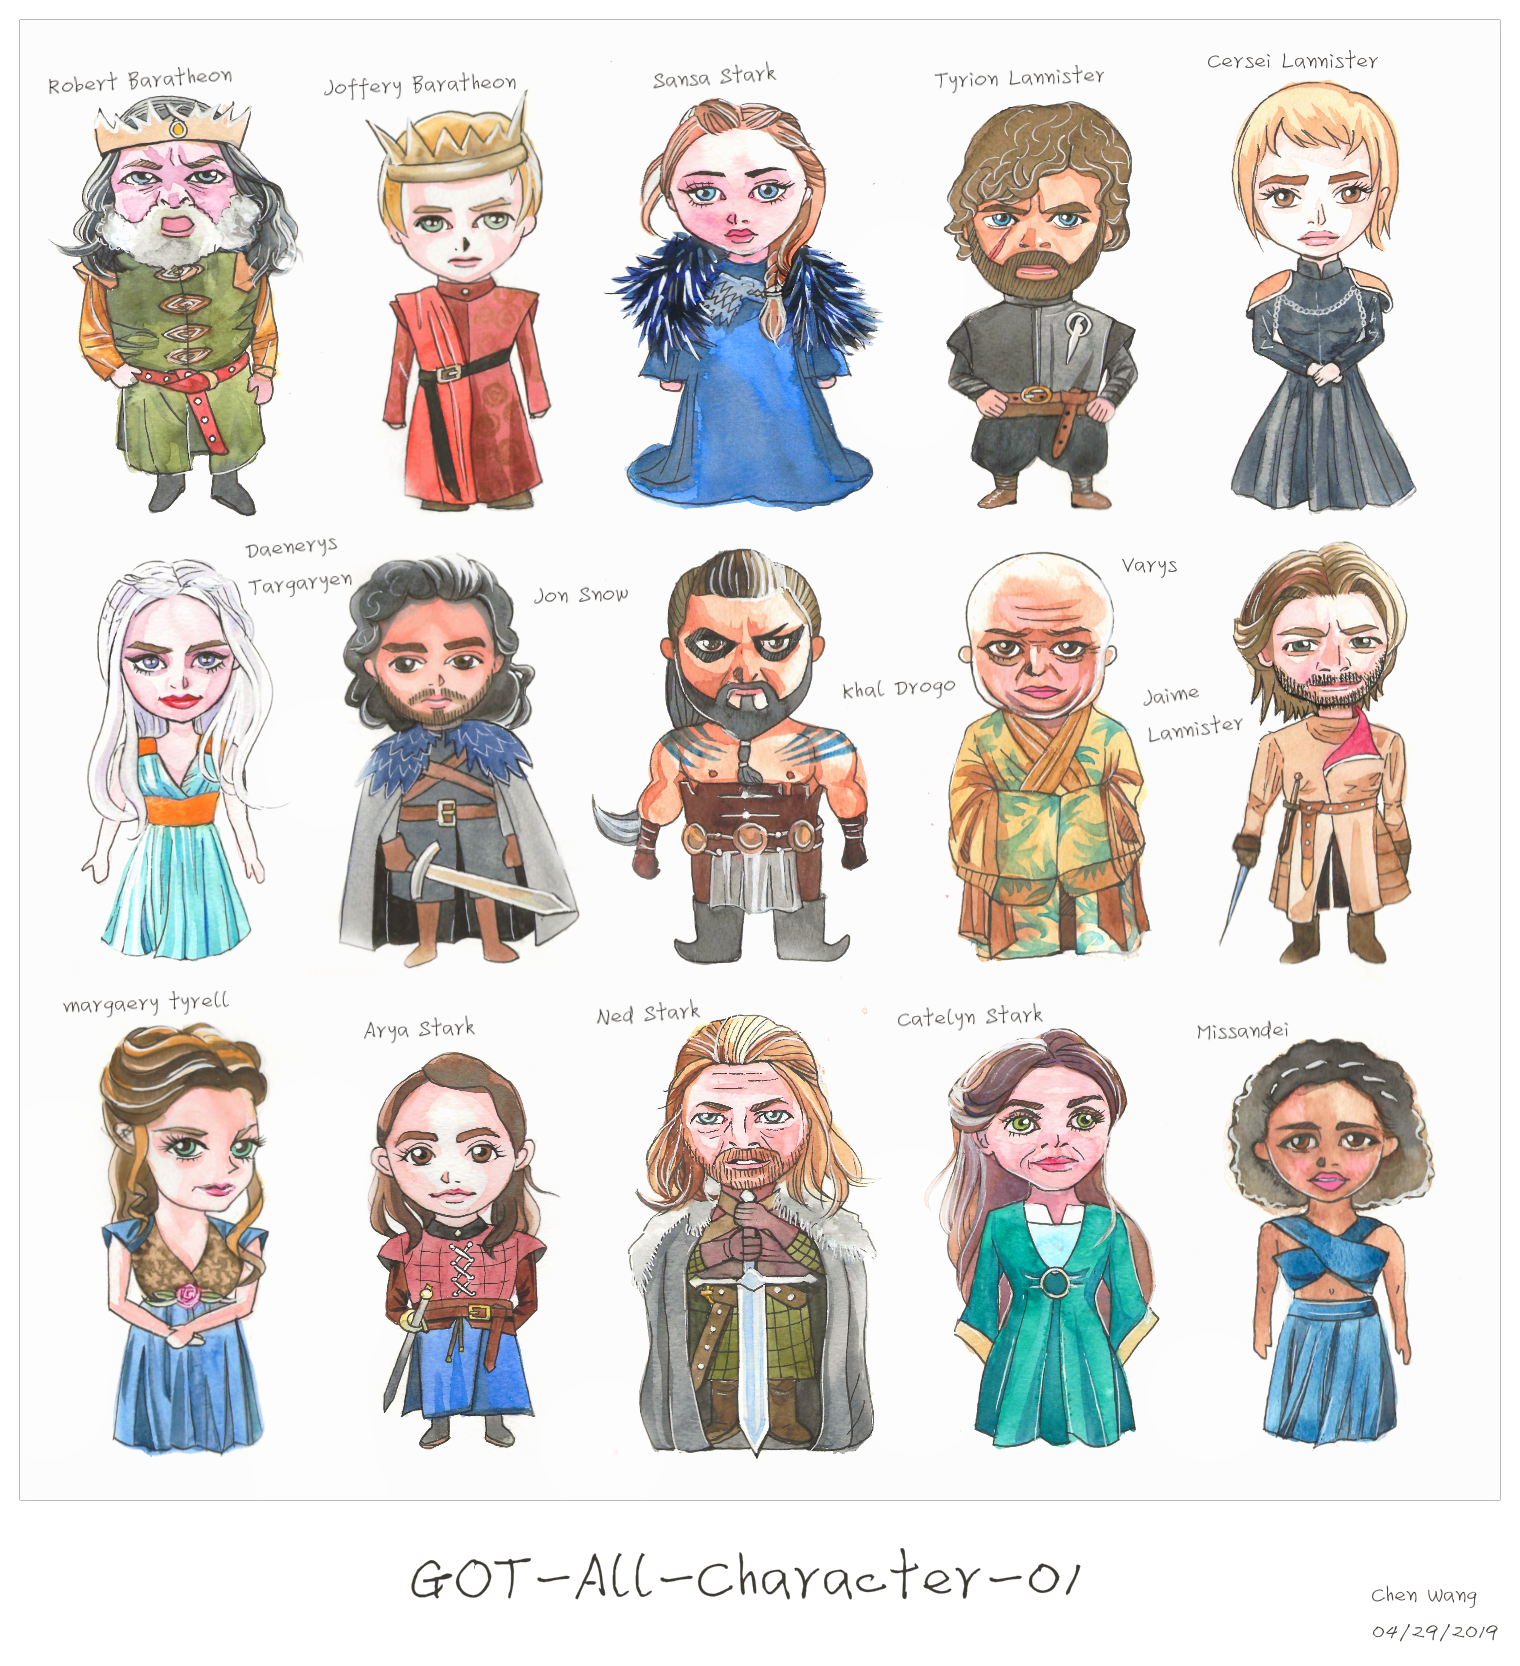 Robert Baratheon
Joffery Baratheon
Sansa Stark
Tyrion Lannister
Cersei Lannister
Daenerys
Targaryen
Jon Snow
Khal Drogo
Varys
Jaime
Lannister
margaery tyrell
Arya Stark
Ned Stark
Catelyn Stark
Missandei
GOT-All-Character-01
Chen Wang
04/29/2019